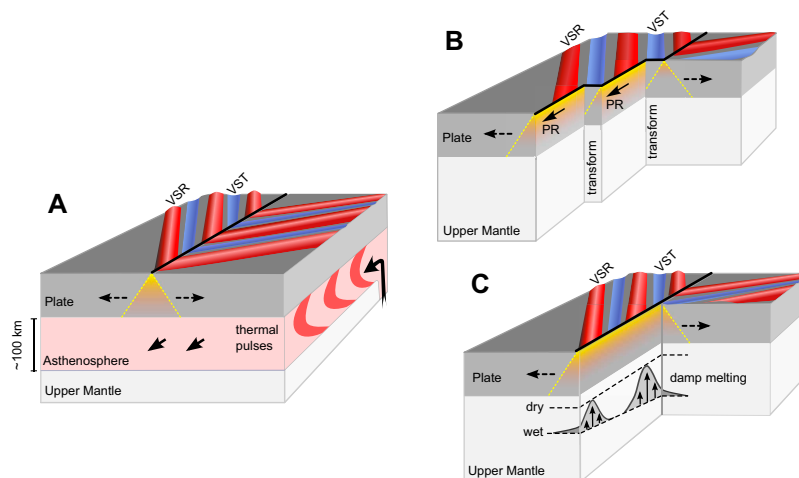 A
VSR
VST
Plate
~100 km
thermal
pulses
Asthenosphere
Upper Mantle
B
VSR
VST
PR
PR
Plate
transform
transform
Upper Mantle
C
VSR
VST
Plate
damp melting
dry
wet
Upper Mantle